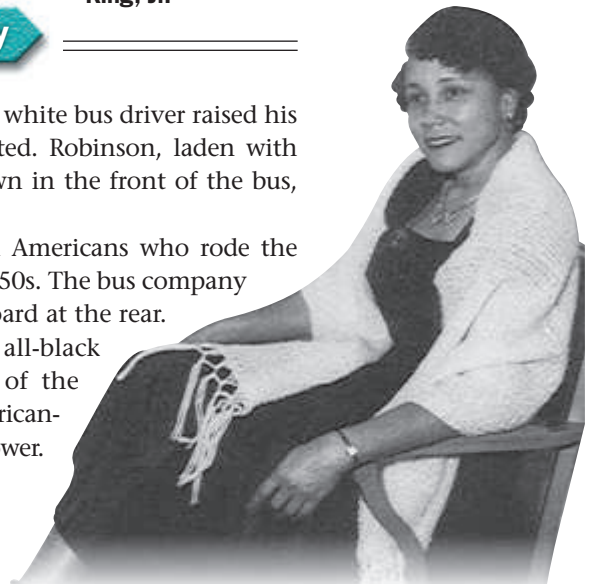 King, Jr.
y
white bus driver raised his
ted. Robinson, laden with
wn in the front of the bus,
Americans who rode the
50s. The bus company
oard at the rear.
all-black
of the
rican-
wer.